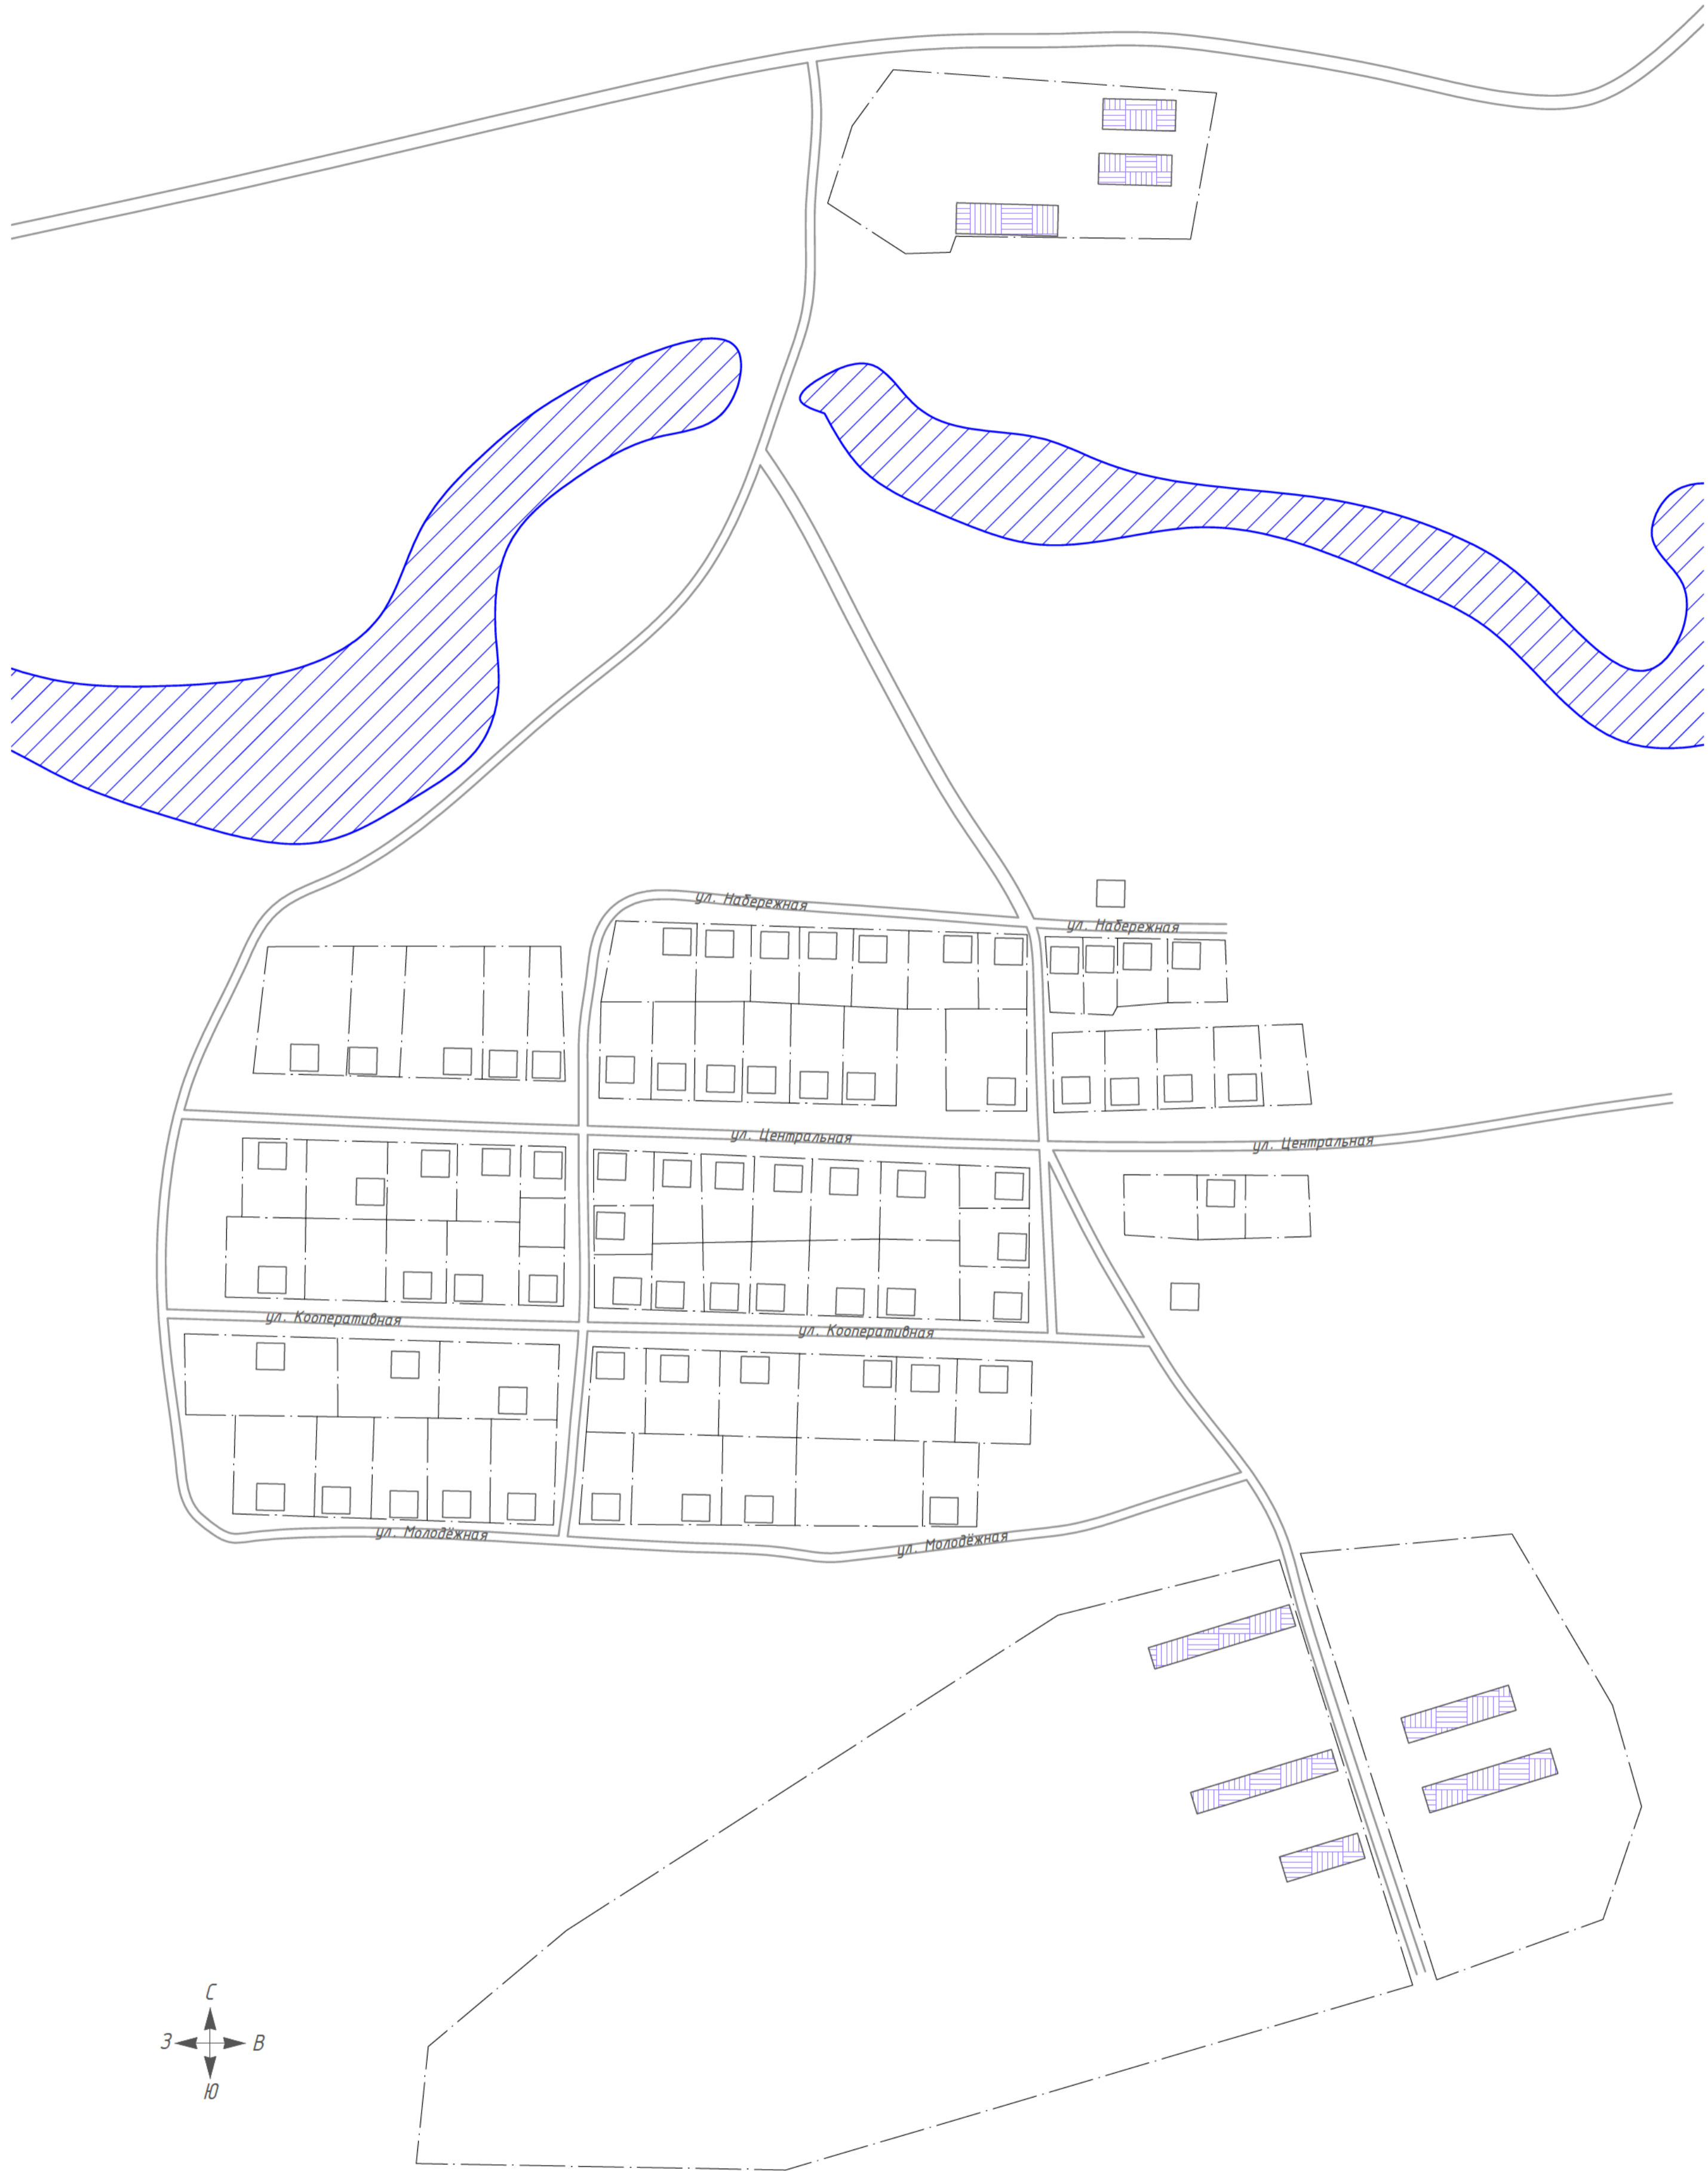 ул. Набережная
ул. Набережная
ул. Центральная
ул. Центральная
ул. Кооперативная
ул. Кооперативная
ул. Молодёжная
ул. Молодёжная
С
З В
Ю